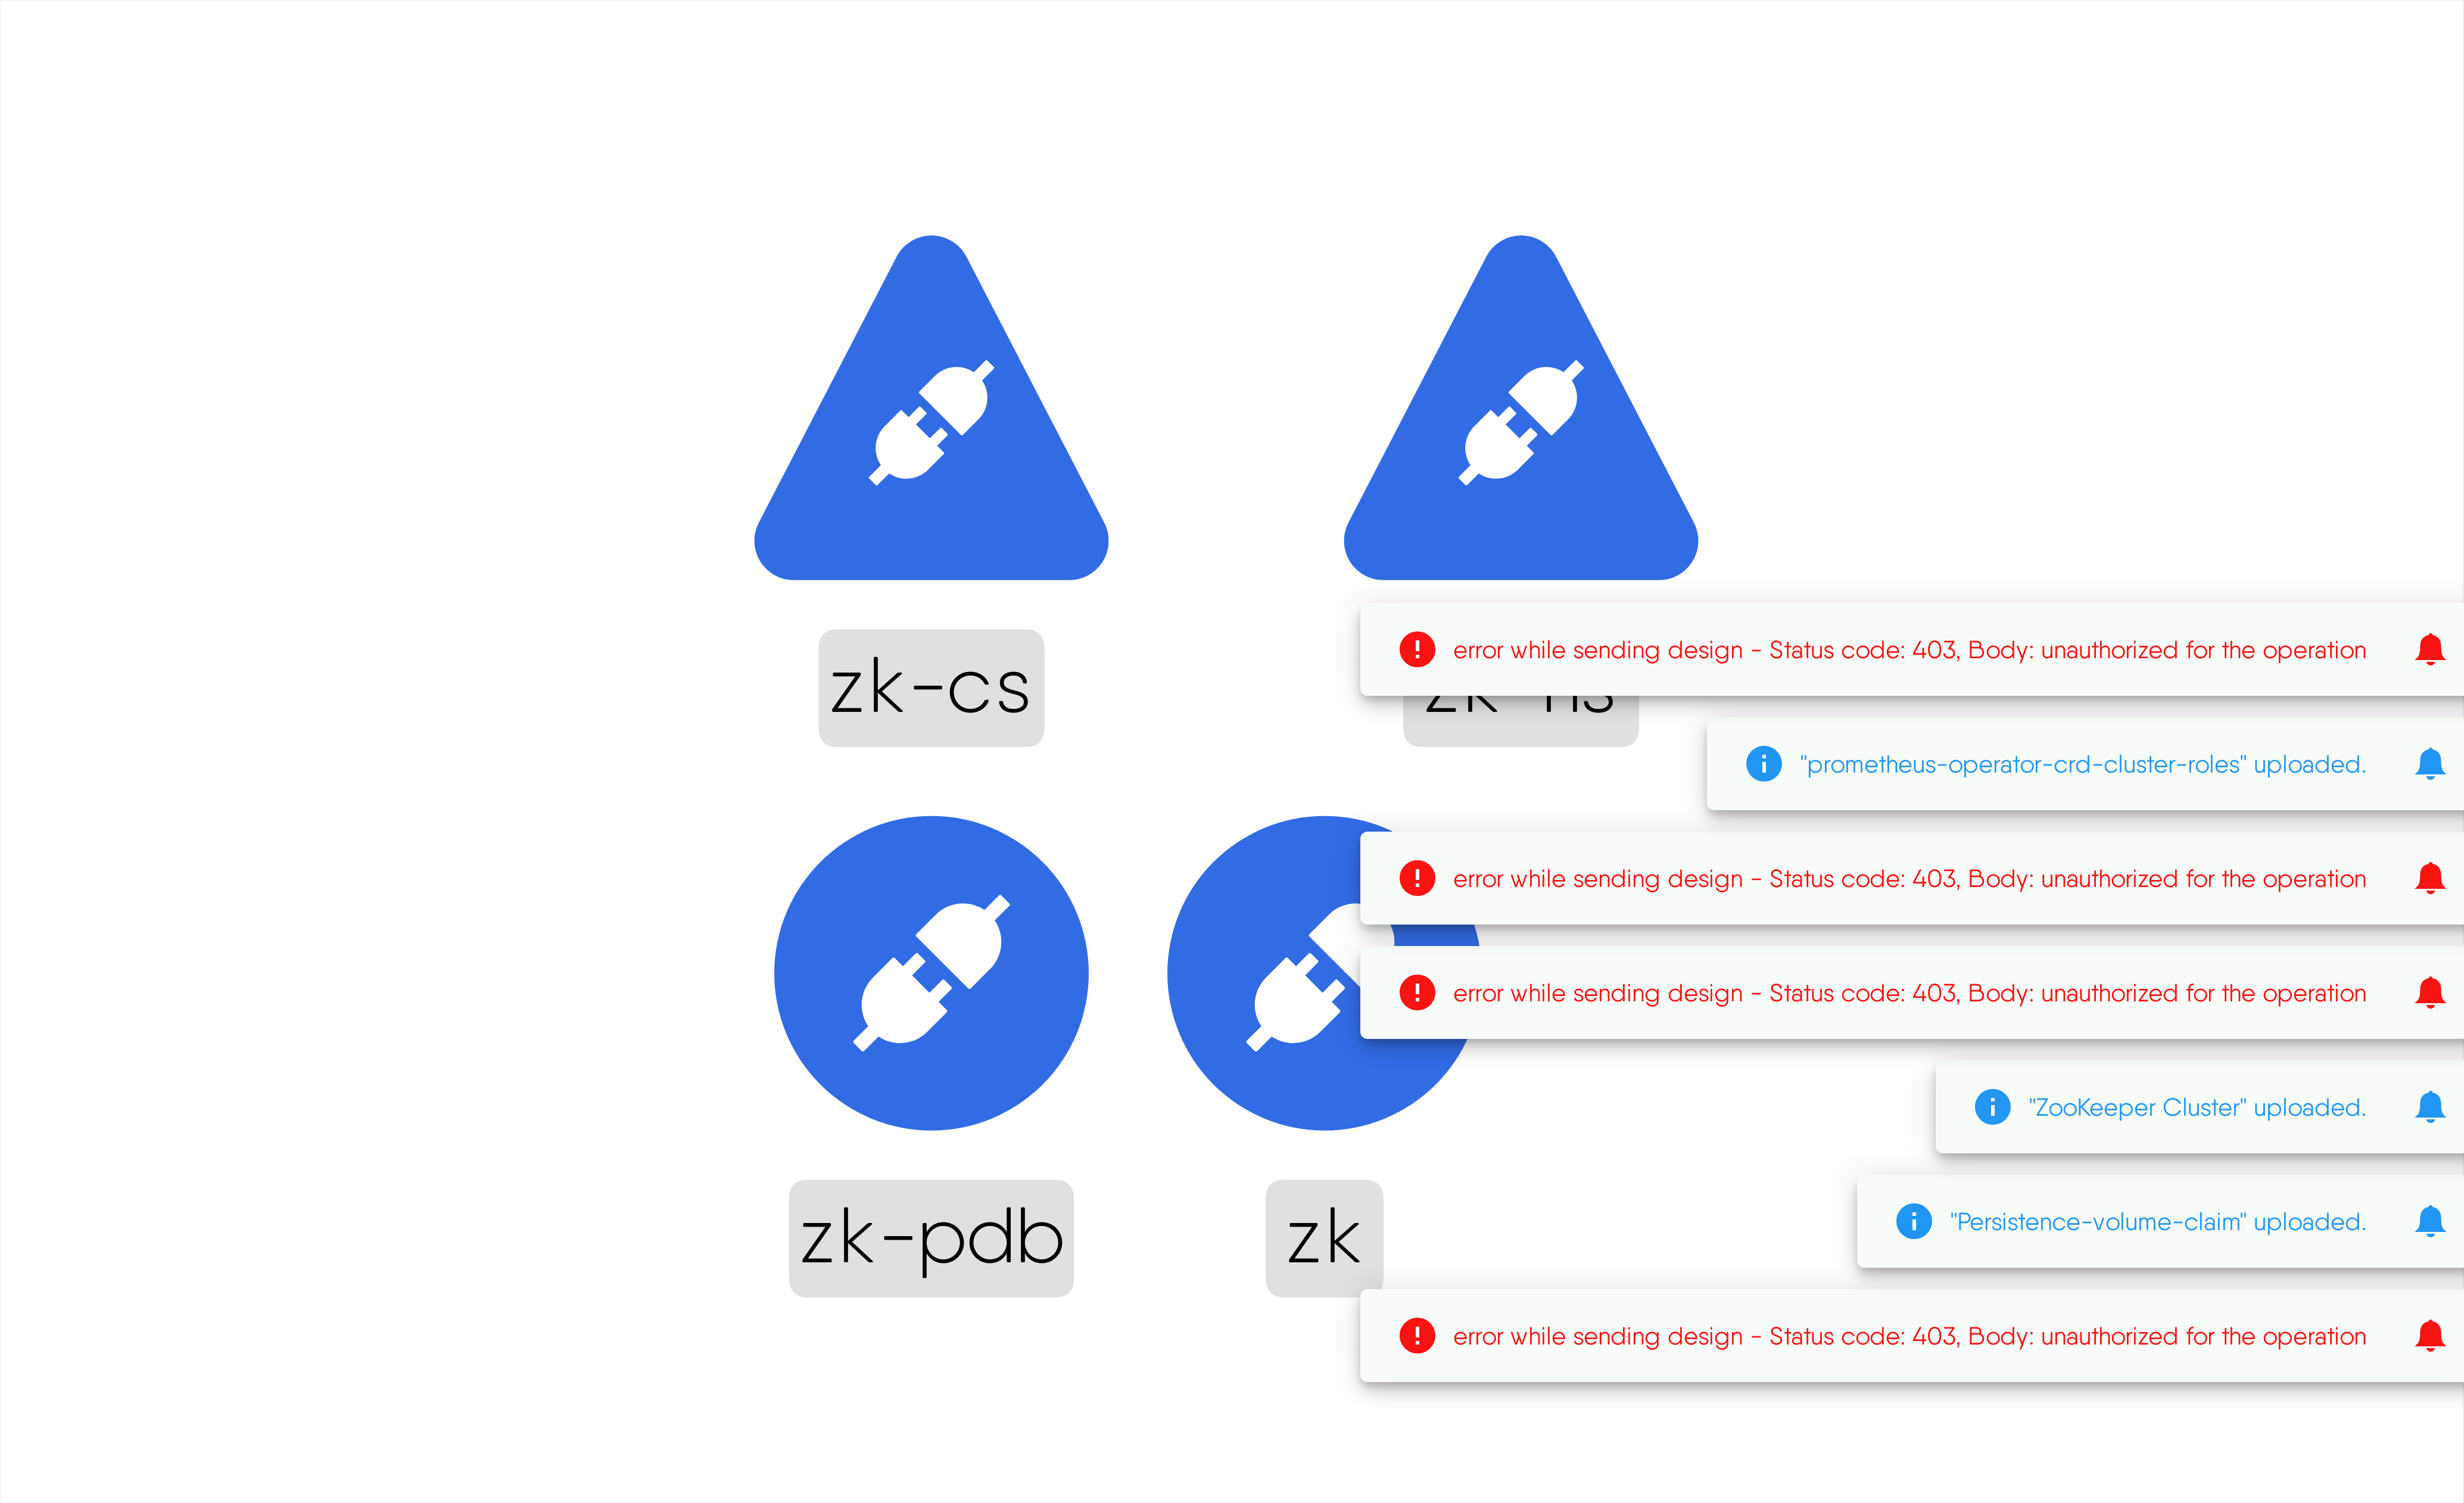 zk-cs
error while sending design - Status code: 403, Body: unauthorized for the operation
"prometheus-operator-crd-cluster-roles" uploaded.
error while sending design - Status code: 403, Body: unauthorized for the operation
error while sending design - Status code: 403, Body: unauthorized for the operation
"ZooKeeper Cluster" uploaded.
zk-pdb
zk
"Persistence-volume-claim" uploaded.
error while sending design - Status code: 403, Body: unauthorized for the operation